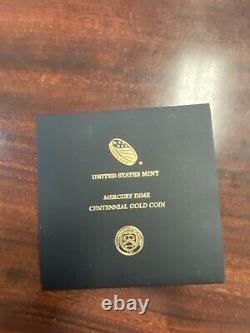 UNITED STATES MINT
MERCURY DIME
CENTENNIAL GOLD COIN